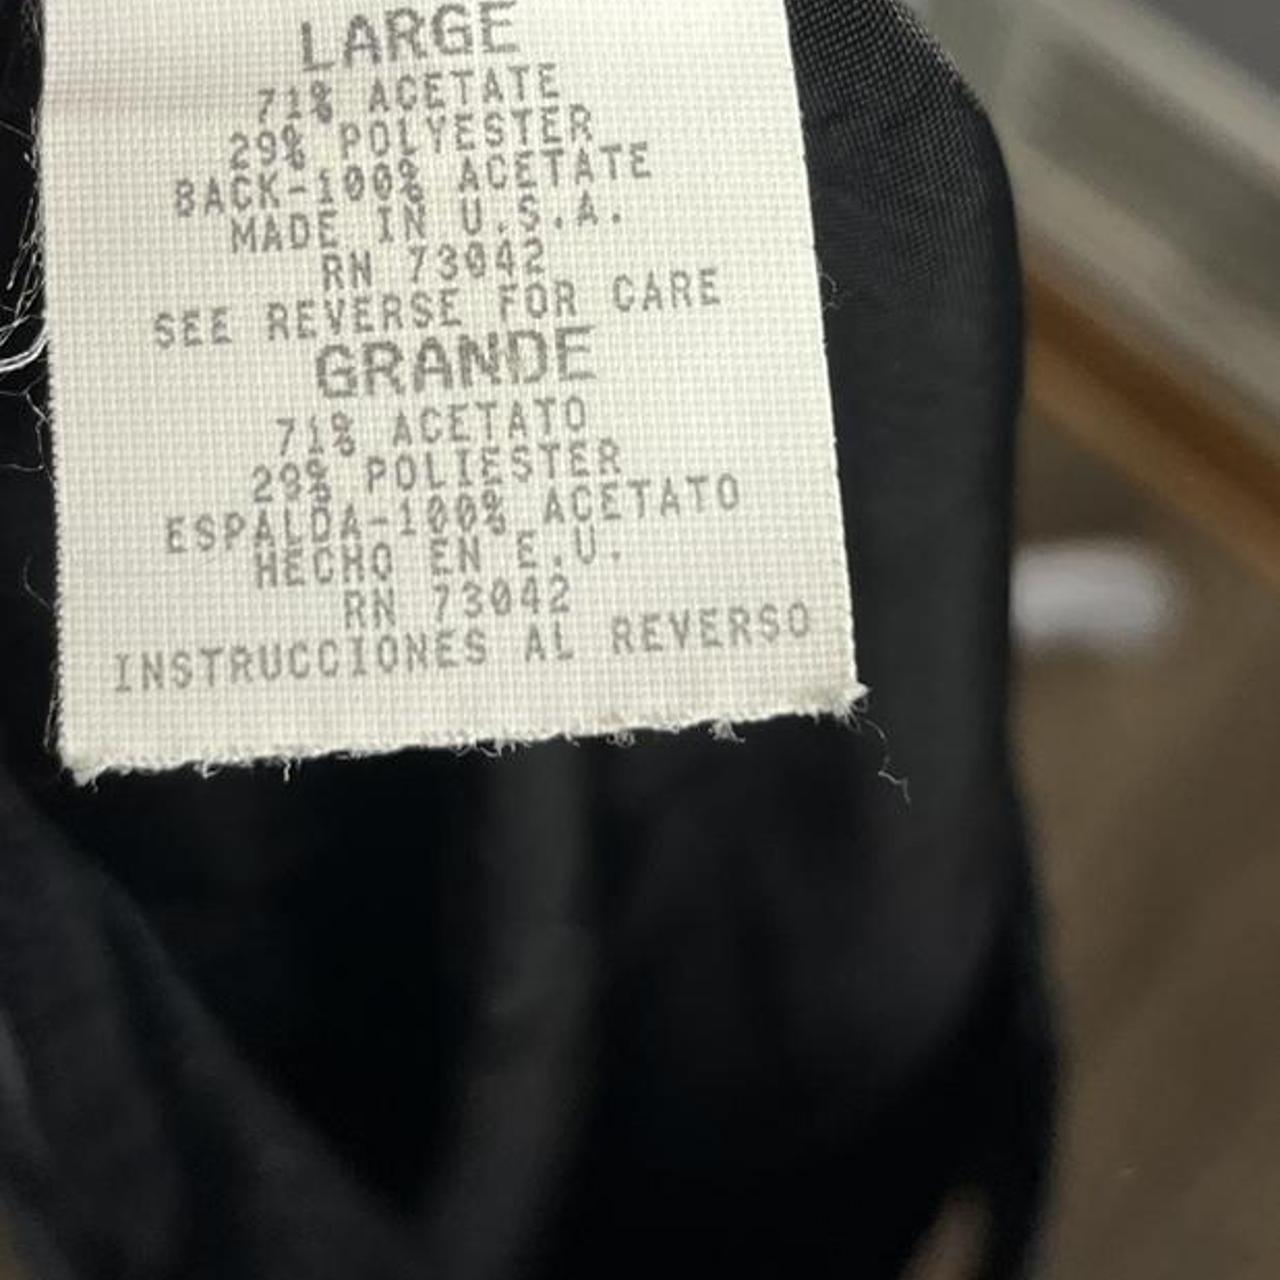 LARGE
71% ACETATE
29% POLYESTER
BACK-100% ACETATE
MADE IN U.S.A.
RN 73042
SEE REVERSE FOR CARE
GRANDE
71% ACETATO
29% POLIESTER
ESPALDA-100% ACETATO
HECHO EN E.U.
RN 73042
INSTRUCCIONES AL REVERSO